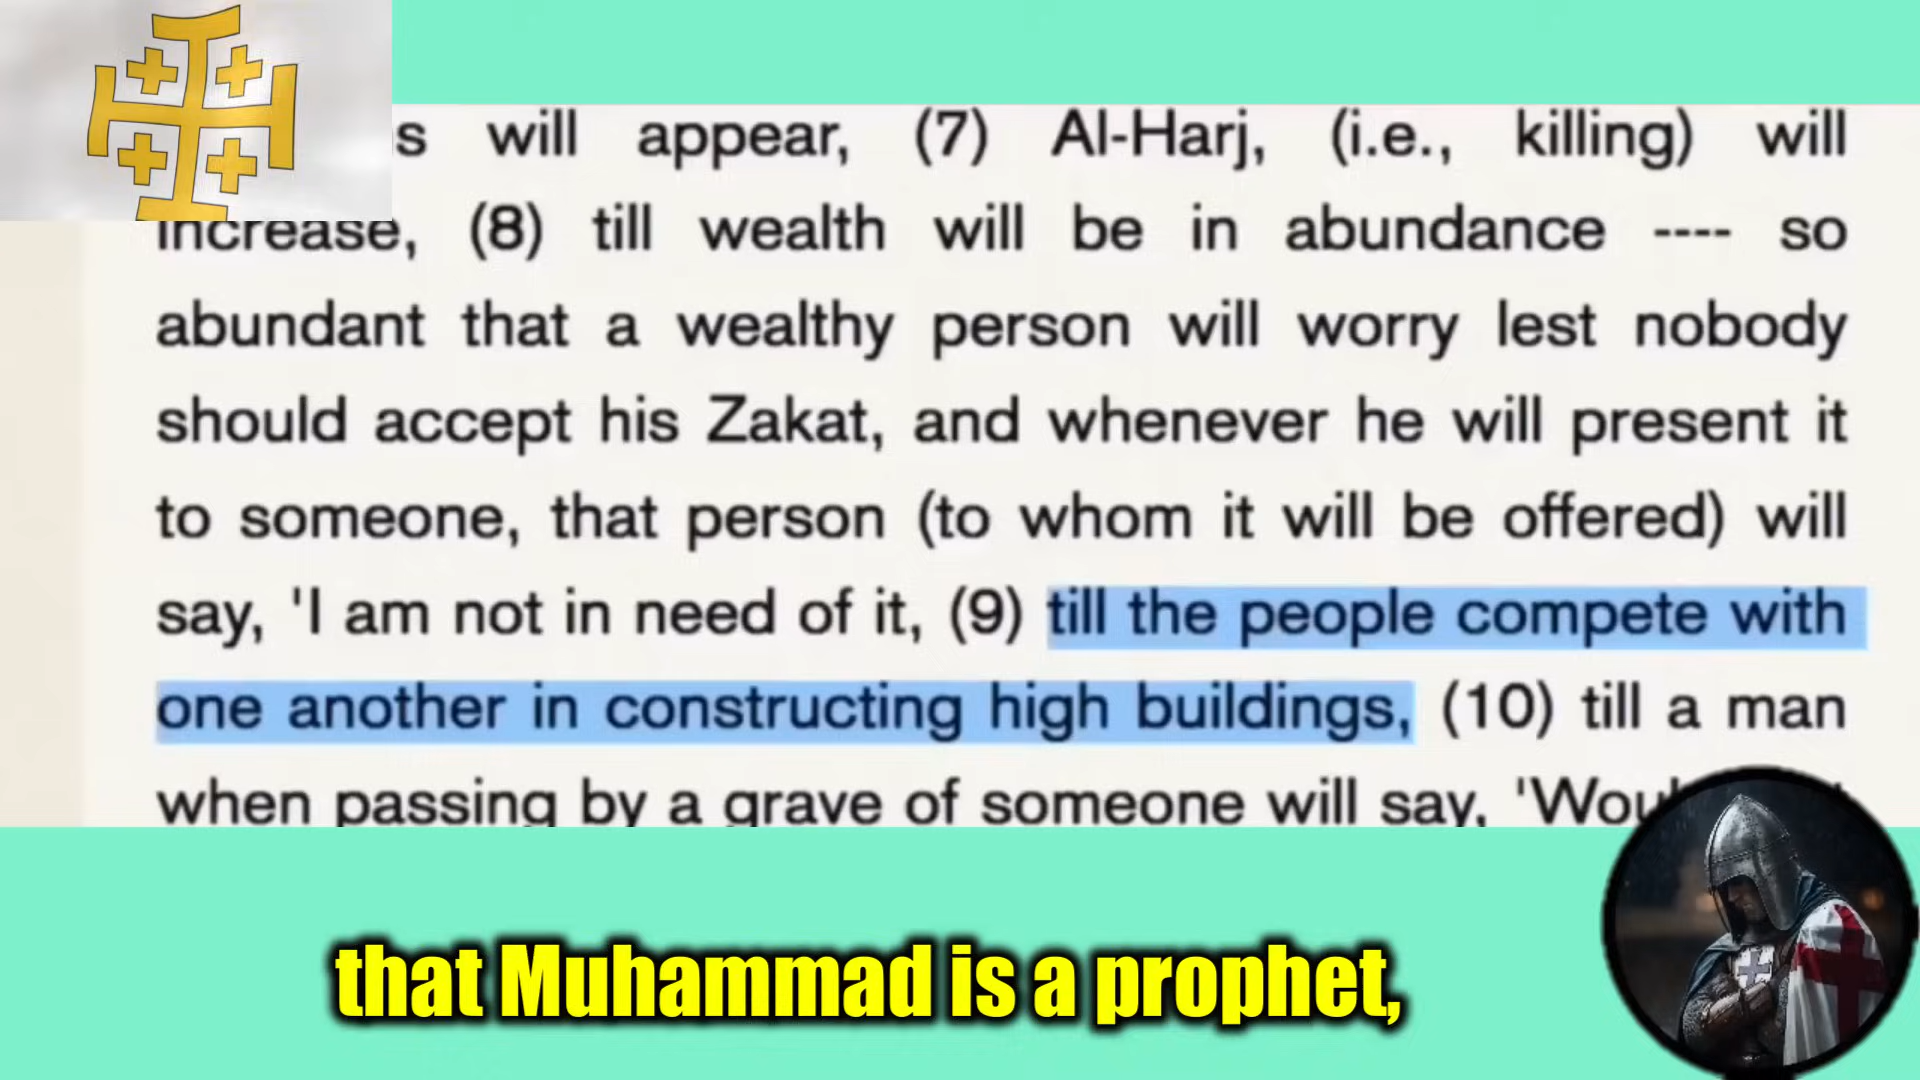 s will appear, (7) Al-Harj, (i.e., killing) will
increase, (8) till wealth will be in abundance ---- so
abundant that a wealthy person will worry lest nobody
should accept his Zakat, and whenever he will present it
to someone, that person (to whom it will be offered) will
say, 'I am not in need of it, (9) till the people compete with
one another in constructing high buildings, (10) till a man
when passing by a grave of someone will say,
that Muhammad is a prophet,